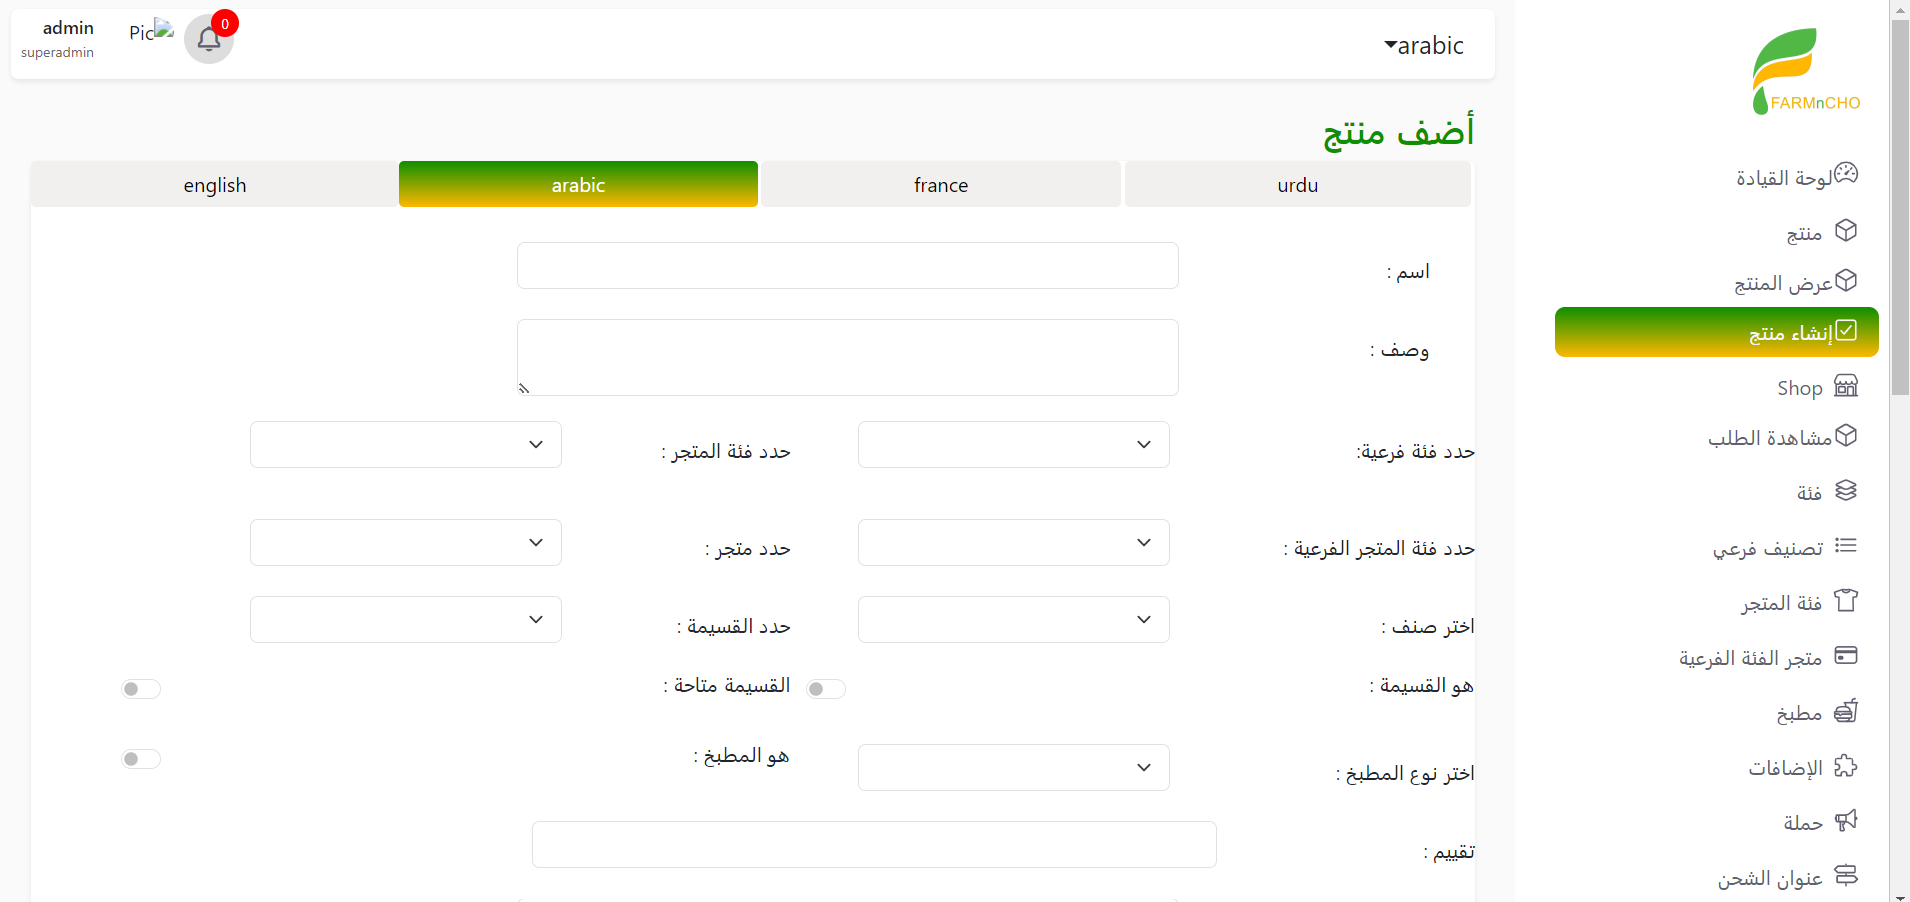 admin
superadmin
Pic
0
arabic
FARMnCHO
أضف منتج
english
arabic
france
urdu
اسم :
وصف :
حدد فئة فرعية:
حدد فئة المتجر :
حدد فئة المتجر الفرعية :
حدد متجر :
اختر صنف :
حدد القسيمة :
هو القسيمة :
القسيمة متاحة :
اختر نوع المطبخ :
هو المطبخ :
تقييم :
لوحة القيادة
منتج
عرض المنتج
إنشاء منتج
Shop
مشاهدة الطلب
فئة
تصنيف فرعي
فئة المتجر
متجر الفئة الفرعية
مطبخ
الإضافات
حملة
عنوان الشحن